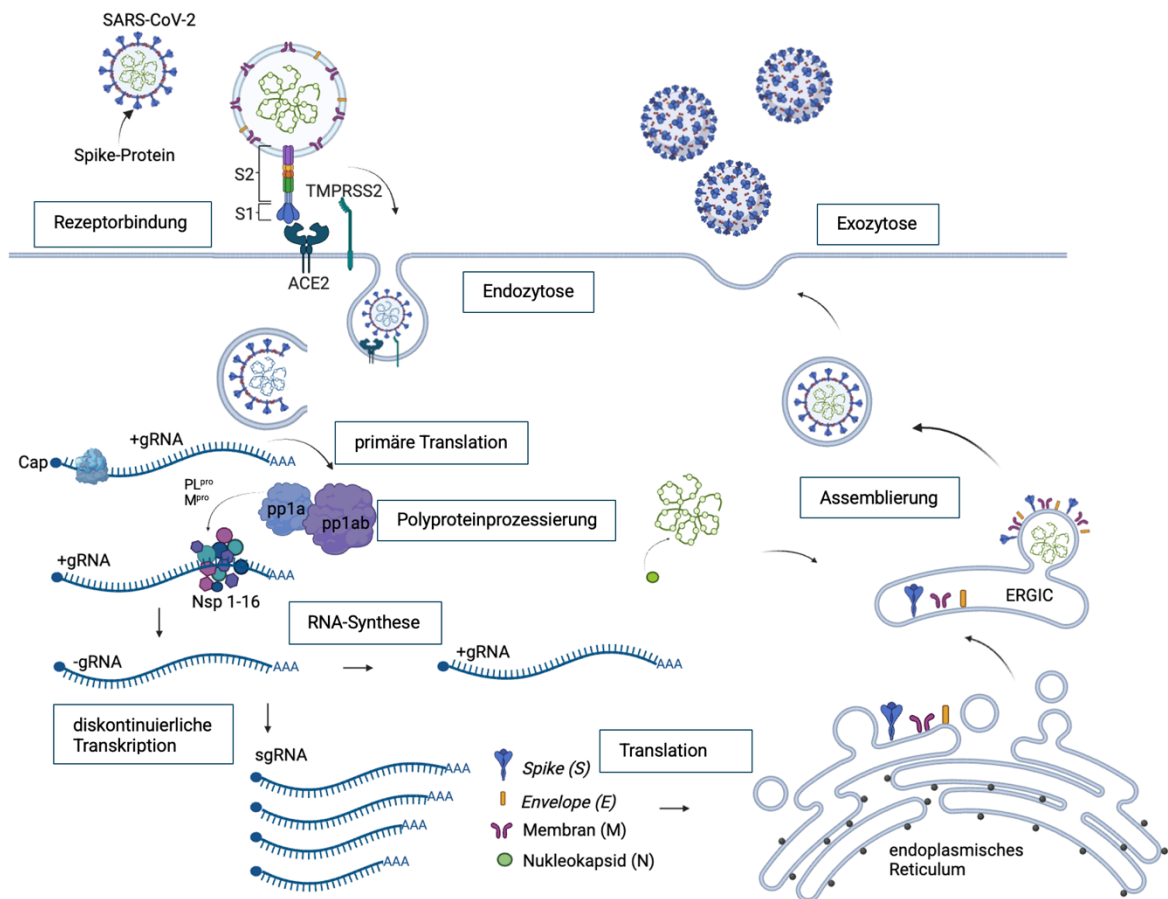 SARS-CoV-2
Spike-Protein
S2
S1
TMPRSS2
Rezeptorbindung
ACE2
Endozytose
Exozytose
+gRNA
Cap
AAA
primäre Translation
PLpro
Mpro
pp1a
pp1ab
Polyproteinprozessierung
+gRNA
AAA
Nsp 1-16
RNA-Synthese
-gRNA
AAA
+gRNA
AAA
diskontinuierliche
Transkription
sgRNA
AAA
AAA
AAA
AAA
Spike (S)
Envelope (E)
Membran (M)
Nukleokapsid (N)
Translation
Assemblierung
ERGIC
endoplasmisches
Reticulum